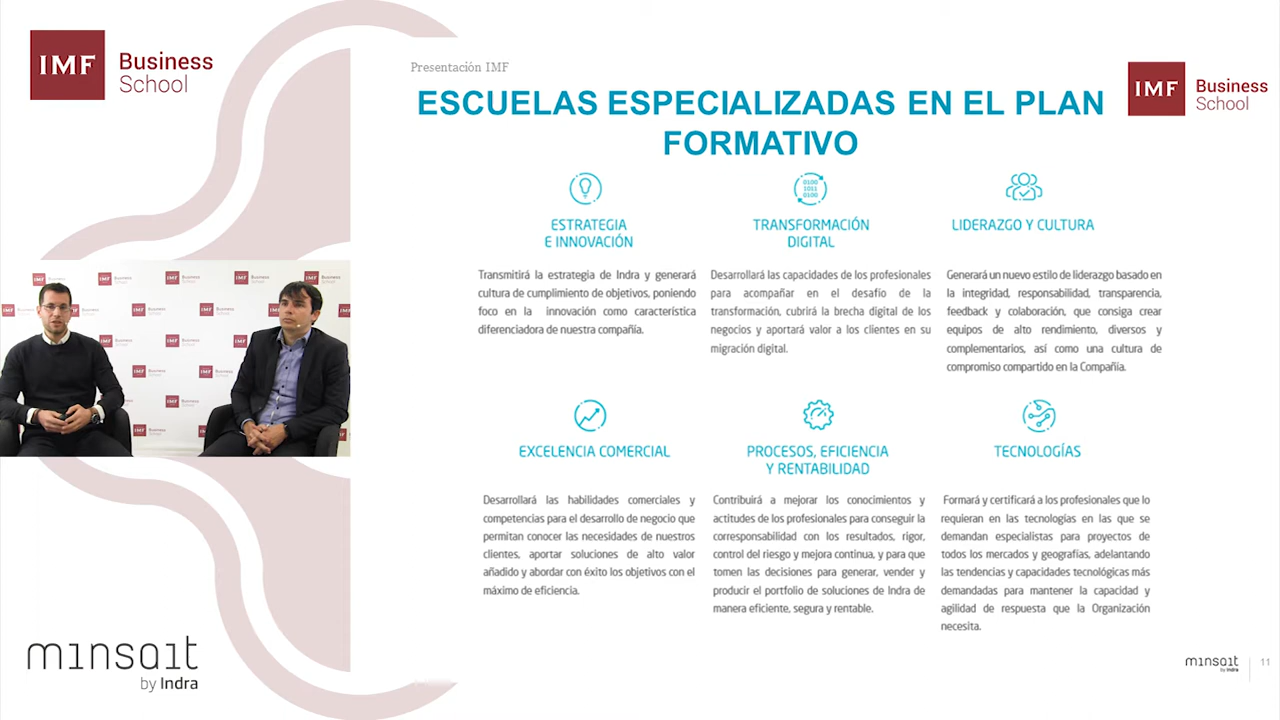 IMF Business
School
Presentación IMF
ESCUELAS ESPECIALIZADAS EN EL PLAN
FORMATIVO
IMF Business
School
ESTRATEGIA
E INNOVACIÓN
Transmitirá la estrategia de Indra y generará
cultura de cumplimiento de objetivos, poniendo
foco en la innovación como característica
diferenciadora de nuestra compañía.
0100
1011
0100
TRANSFORMACIÓN
DIGITAL
Desarrollará las capacidades de los profesionales
para acompañar en el desafío de la
transformación, cubrirá la brecha digital de los
negocios y aportará valor a los clientes en su
migración digital.
LIDERAZGO Y CULTURA
Generará un nuevo estilo de liderazgo basado en
la integridad, responsabilidad, transparencia,
feedback y colaboración, que consiga crear
equipos de alto rendimiento, diversos y
complementarios, así como una cultura de
compromiso compartido en la Compañía.
EXCELENCIA COMERCIAL
Desarrollará las habilidades comerciales y
competencias para el desarrollo de negocio que
permitan conocer las necesidades de nuestros
clientes, aportar soluciones de alto valor
añadido y abordar con éxito los objetivos con el
máximo de eficiencia.
PROCESOS, EFICIENCIA
Y RENTABILIDAD
Contribuirá a mejorar los conocimientos y
actitudes de los profesionales para conseguir la
corresponsabilidad con los resultados, rigor,
control del riesgo y mejora continua, y para que
tomen las decisiones para generar, vender y
producir el portfolio de soluciones de Indra de
manera eficiente, segura y rentable.
TECNOLOGÍAS
Formará y certificará a los profesionales que lo
requieran en las tecnologías en las que se
demandan especialistas para proyectos de
todos los mercados y geografías, adelantando
las tendencias y capacidades tecnológicas más
demandadas para mantener la capacidad y
agilidad de respuesta que la Organización
necesita.
minsait
by Indra
minsait
by Indra
11